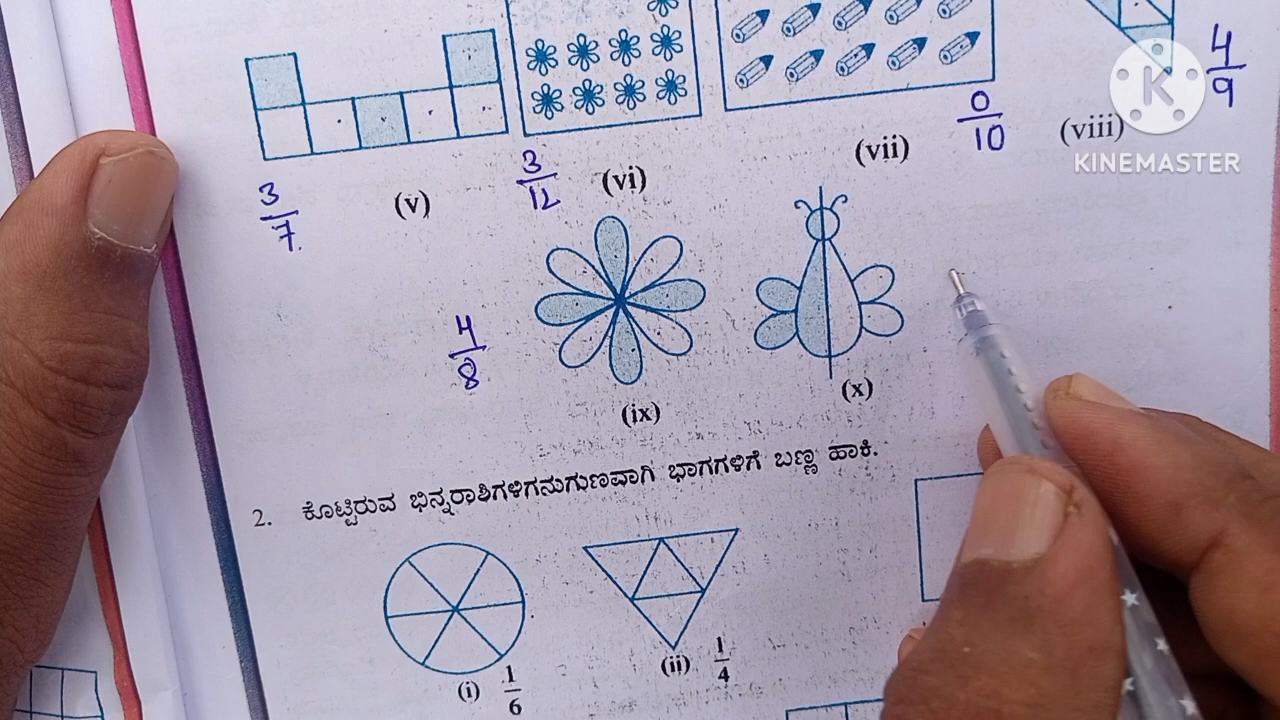 4/9
K
KINEMASTER
0/10
(vii)
(viii)
3/12
(vi)
3/7
(v)
4/8
(ix)
(x)
2. ಕೊಟ್ಟಿರುವ ಭಿನ್ನರಾಶಿಗಳಿಗನುಗುಣವಾಗಿ ಭಾಗಗಳಿಗೆ ಬಣ್ಣ ಹಾಕಿ.
(i) 1/6
(ii) 1/4